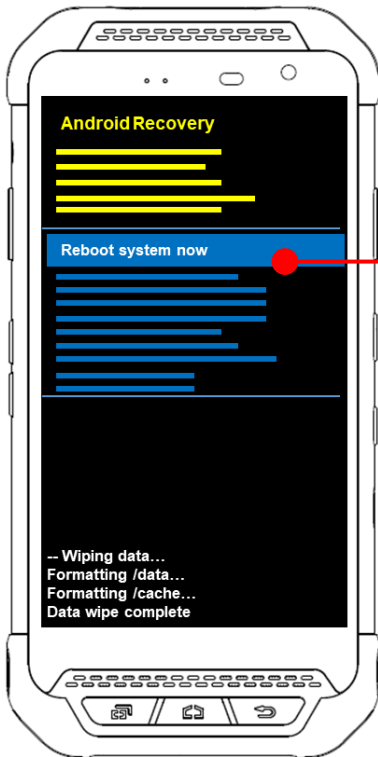 Android Recovery
Reboot system now
-- Wiping data...
Formatting /data...
Formatting /cache...
Data wipe complete